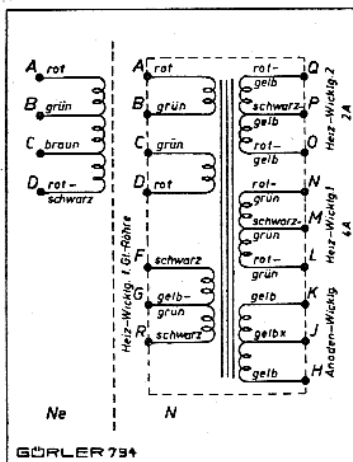 A rot
B grün
C braun
D rot-
schwarz
Ne
A rot
B grün
C grün
D rot
F schwarz
G gelb-
grün
R schwarz
Heiz-Wicklg. f. Gl.-Röhre
N
rot- Q
gelb
schwarz- P
gelb
rot- O
gelb
Heiz-Wicklg. 2
2A
rot- N
grün
schwarz- M
grün
rot- L
grün
Heiz-Wicklg. 1
4A
gelb K
gelbx J
gelb H
Anoden-Wicklg.
GÖRLER 794